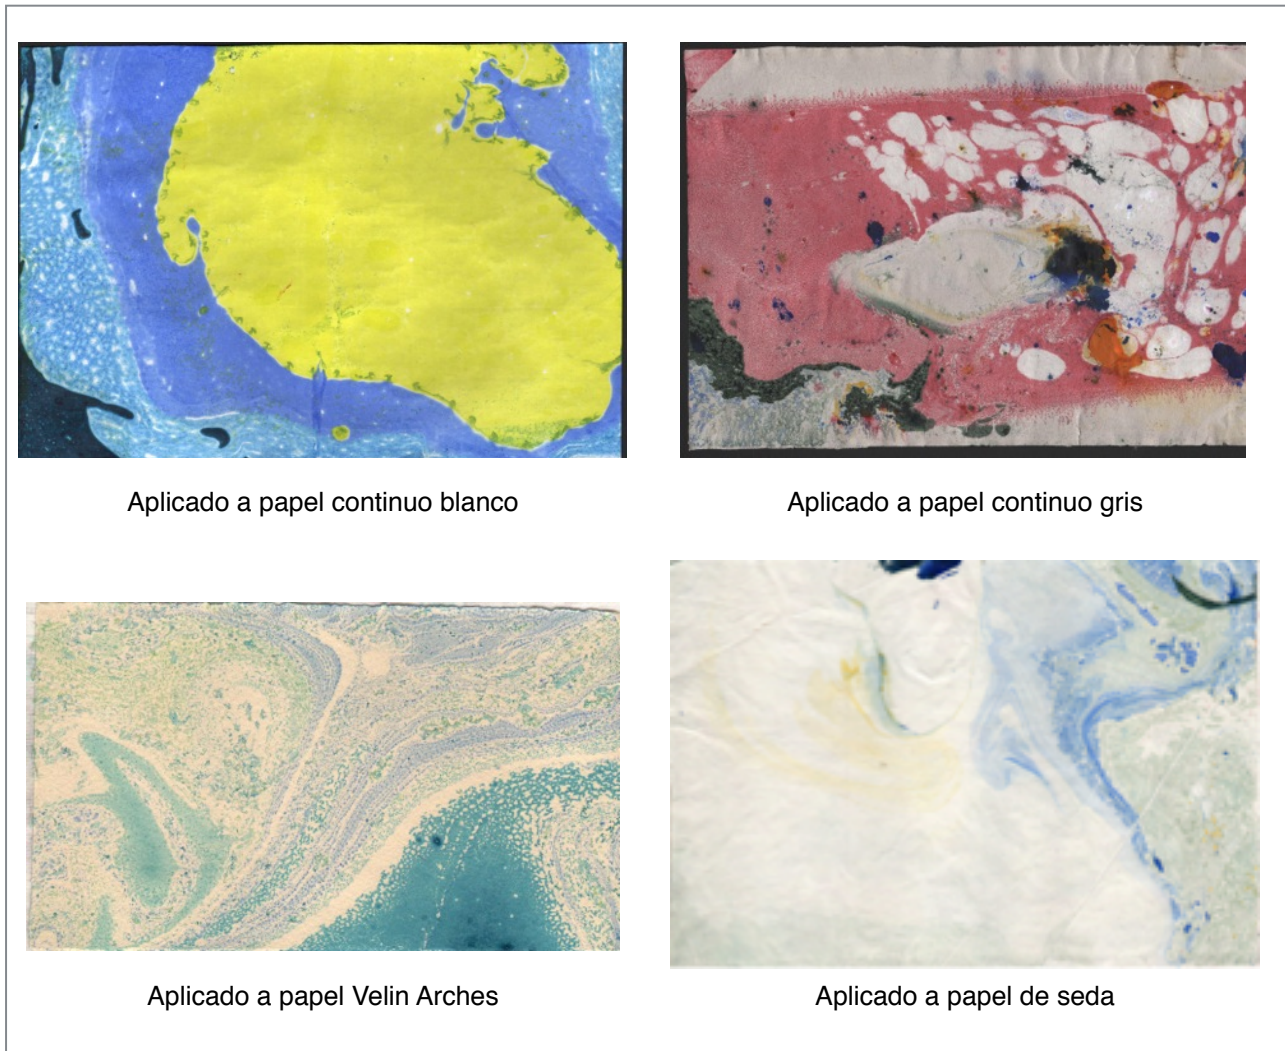 Aplicado a papel continuo blanco
Aplicado a papel continuo gris
Aplicado a papel Velin Arches
Aplicado a papel de seda